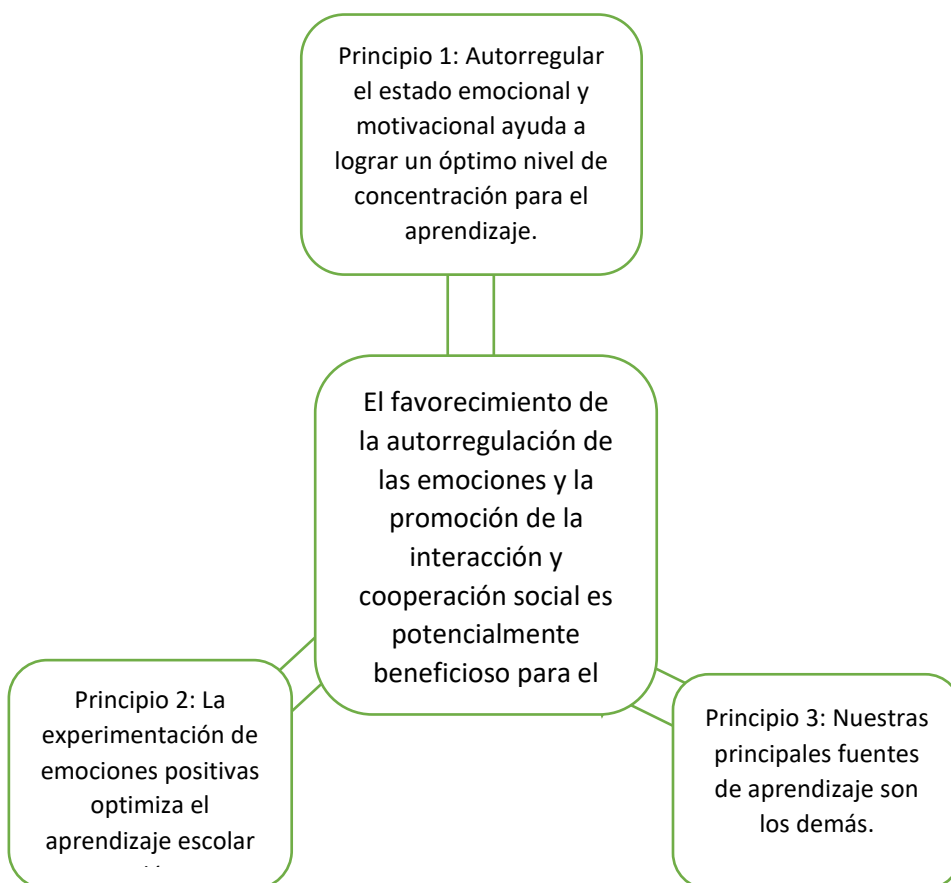 Principio 1: Autorregular
el estado emocional y
motivacional ayuda a
lograr un óptimo nivel de
concentración para el
aprendizaje.
El favorecimiento de
la autorregulación de
las emociones y la
promoción de la
interacción y
cooperación social es
potencialmente
beneficioso para el
Principio 2: La
experimentación de
emociones positivas
optimiza el
aprendizaje escolar
Principio 3: Nuestras
principales fuentes
de aprendizaje son
los demás.